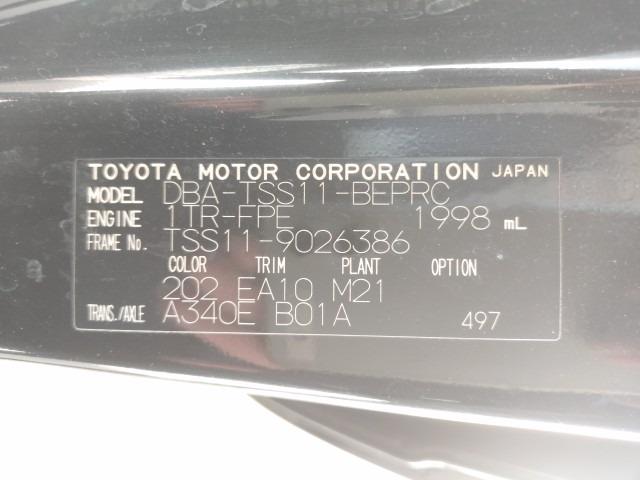 TOYOTA MOTOR CORPORATION JAPAN
MODEL DBA-TSS11-BEPRC
ENGINE 1TR-FPE 1998 mL
FRAME No. TSS11-9026386
COLOR TRIM PLANT OPTION
202 EA10 M21
TRANS./AXLE A340E B01A 497